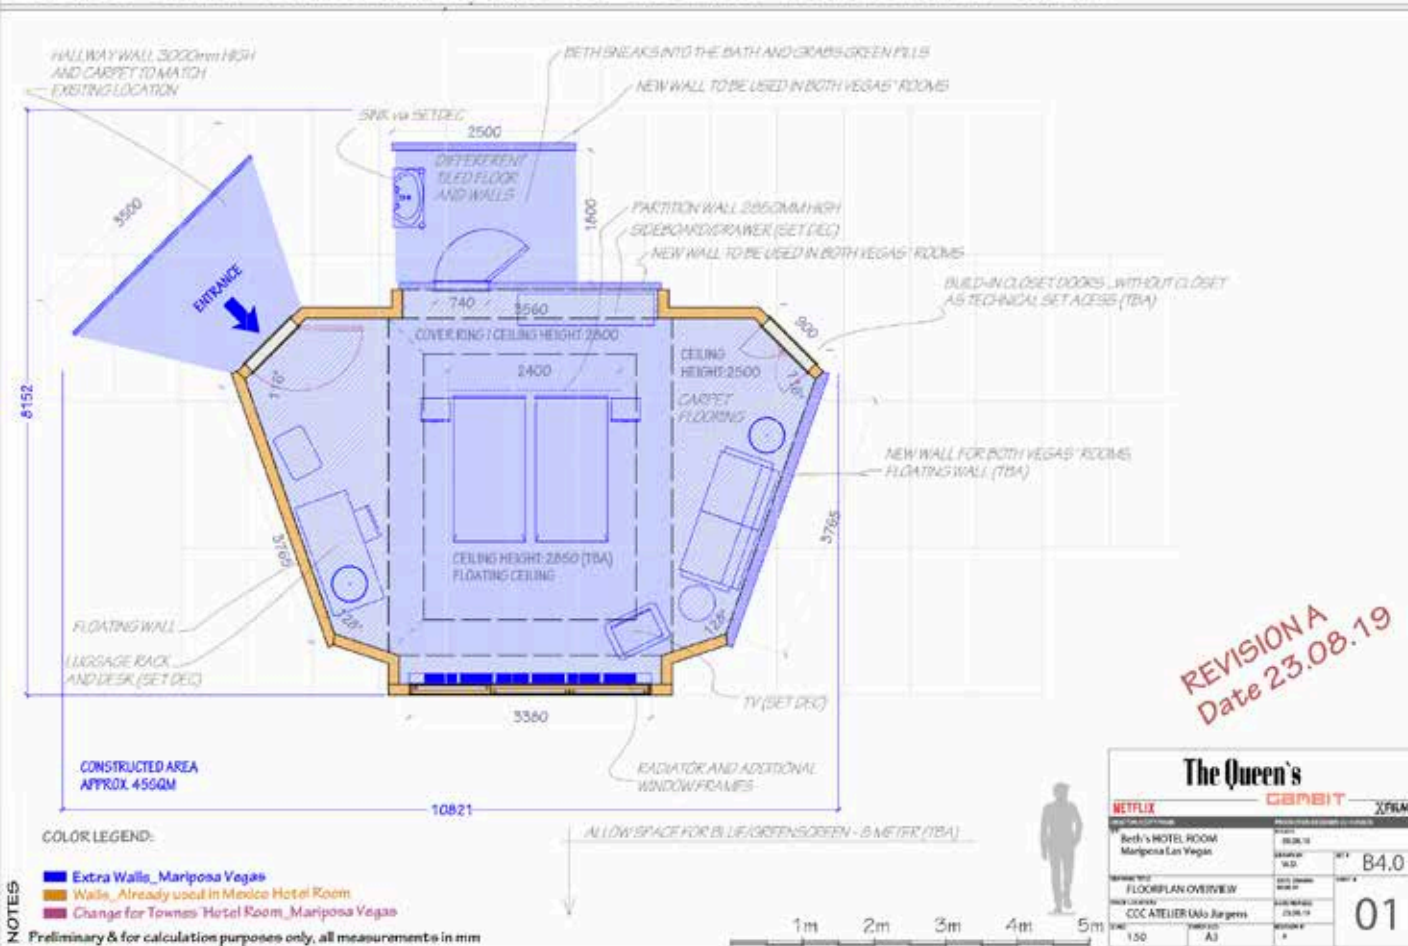 HALLWAY WALL 3000mm HIGH
AND CARPET TO MATCH
EXISTING LOCATION
BETH SNEAKS INTO THE BATH AND GRABS GREEN PILLS
NEW WALL TO BE USED IN BOTH VEGAS' ROOMS
SINK via SETDEC
2500
DIFFERERENT
TILED FLOOR
AND WALLS
3500
1800
PARTITION WALL 2850MM HIGH
SIDEBOARD/DRAWER (SET DEC)
NEW WALL TO BE USED IN BOTH VEGAS' ROOMS
ENTRANCE
BUILD-IN CLOSET DOORS _WITHOUT CLOSET
AS TECHNICAL SET ACESS (TBA)
740
3560
900
COVER RING / CEILING HEIGHT: 2800
CEILING
HEIGHT:2500
2400
116°
116°
8152
CARPET
FLOORING
NEW WALL FOR BOTH VEGAS' ROOMS,
FLOATING WALL (TBA)
3765
3765
CEILING HEIGHT: 2850 (TBA)
FLOATING CEILING
128°
128°
FLOATING WALL
LUGGAGE RACK
AND DESK (SET DEC)
REVISION A
Date 23.08.19
TV (SET DEC)
3380
CONSTRUCTED AREA
APPROX. 45SQM
RADIATOR AND ADDITIONAL
WINDOW FRAMES
10821
ALLOW SPACE FOR BLUE/GREENSCREEN - 8 METER (TBA)
COLOR LEGEND:
Extra Walls_Mariposa Vegas
Walls_Already used in Mexico Hotel Room
Change for Townes' Hotel Room_Mariposa Vegas
NOTES
Preliminary & for calculation purposes only, all measurements in mm
1m 2m 3m 4m 5m
The Queen's
GAMBIT
NETFLIX
Beth's HOTEL ROOM
Mariposa Las Vegas
B4.0
FLOORPLAN OVERVIEW
CCC ATELIER Udo Jurgens
01
1:50
A3